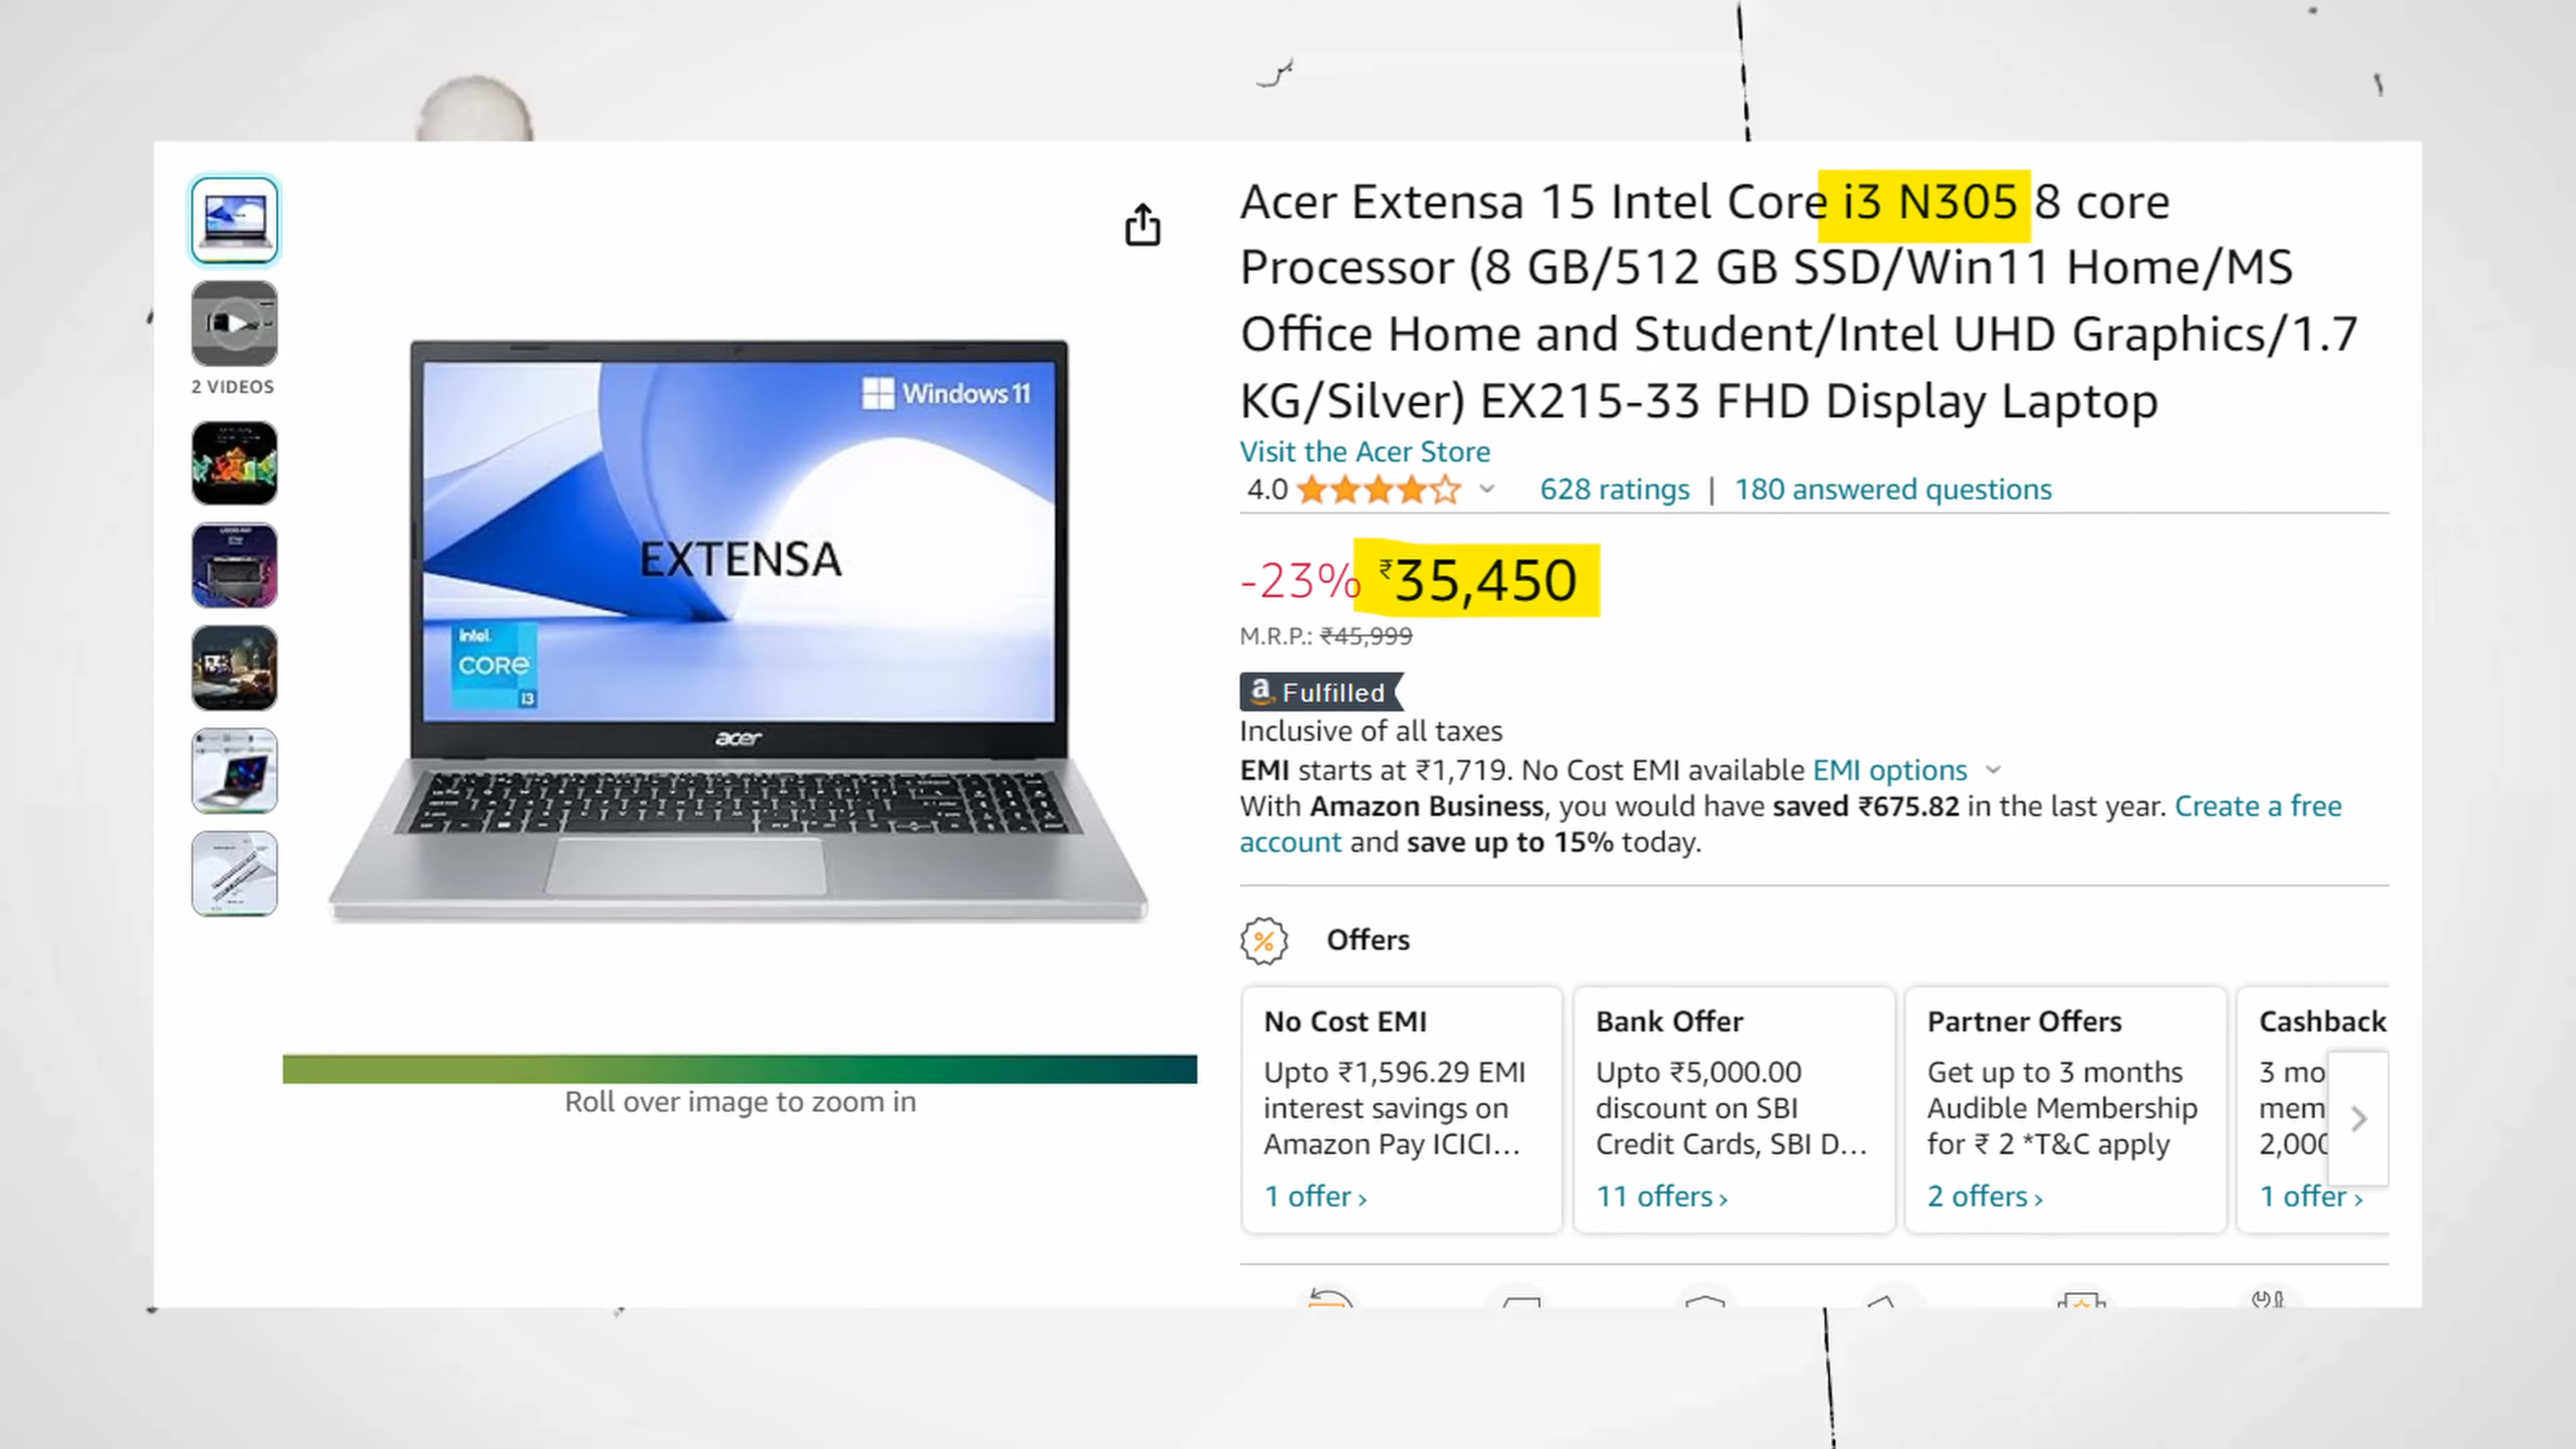 Acer Extensa 15 Intel Core i3 N305 8 core
Processor (8 GB/512 GB SSD/Win11 Home/MS
Office Home and Student/Intel UHD Graphics/1.7
KG/Silver) EX215-33 FHD Display Laptop
Visit the Acer Store
4.0
628 ratings | 180 answered questions
2 VIDEOS
Windows 11
EXTENSA
intel.
CORE
i3
acer
-23% ₹35,450
M.R.P.: ₹45,999
a Fulfilled
Inclusive of all taxes
EMI starts at ₹1,719. No Cost EMI available EMI options
With Amazon Business, you would have saved ₹675.82 in the last year. Create a free
account and save up to 15% today.
% Offers
No Cost EMI
Upto ₹1,596.29 EMI
interest savings on
Amazon Pay ICICI...
1 offer ›
Bank Offer
Upto ₹5,000.00
discount on SBI
Credit Cards, SBI D...
11 offers ›
Partner Offers
Get up to 3 months
Audible Membership
for ₹ 2 *T&C apply
2 offers ›
Cashback
3 mo
mem
2,000
1 offer ›
Roll over image to zoom in